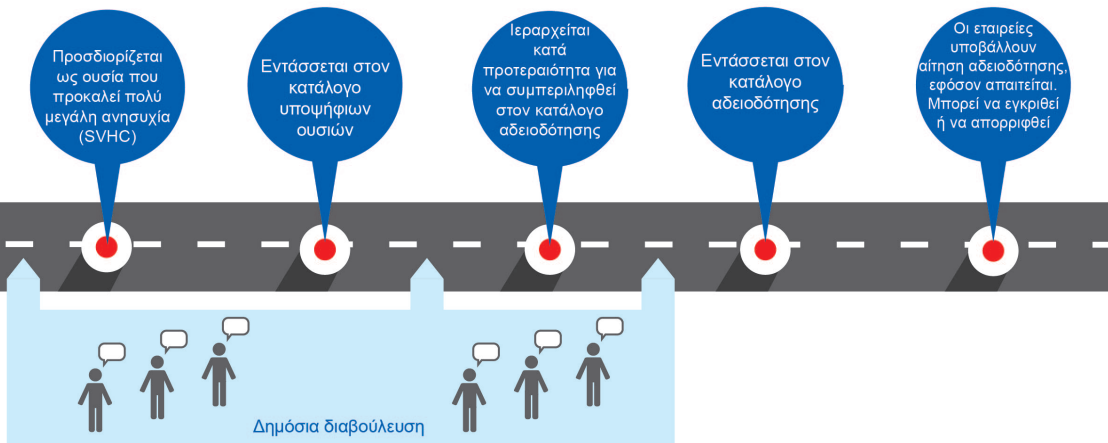 Προσδιορίζεται
ως ουσία που
προκαλεί πολύ
μεγάλη ανησυχία
(SVHC)
Εντάσσεται στον
κατάλογο
υποψήφιων
ουσιών
Ιεραρχείται
κατά
προτεραιότητα για
να συμπεριληφθεί
στον κατάλογο
αδειοδότησης
Εντάσσεται στον
κατάλογο
αδειοδότησης
Οι εταιρείες
υποβάλλουν
αίτηση αδειοδότησης,
εφόσον απαιτείται.
Μπορεί να εγκριθεί
ή να απορριφθεί
Δημόσια διαβούλευση